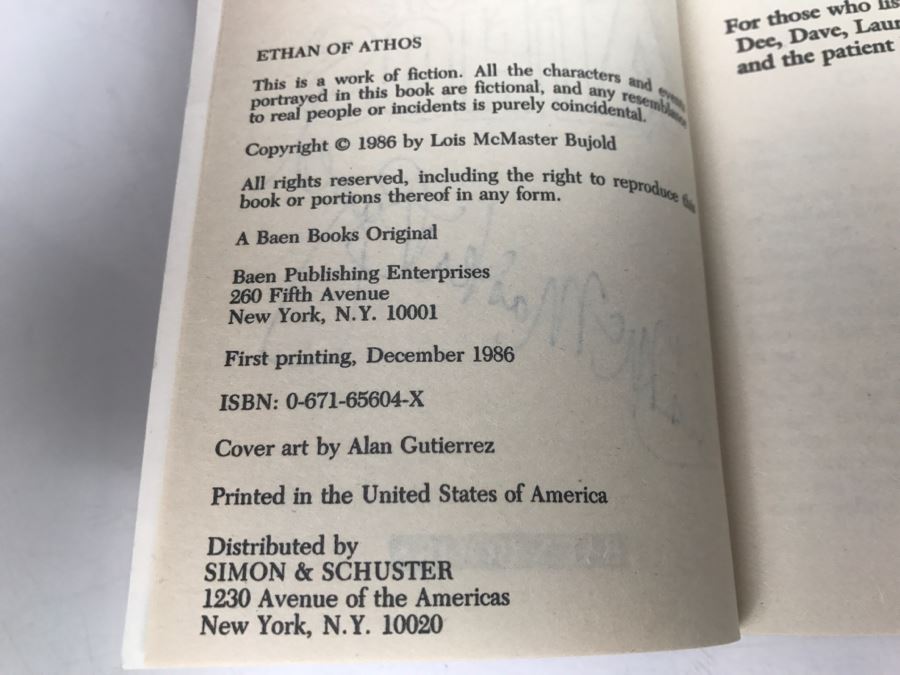 ETHAN OF ATHOS
This is a work of fiction. All the characters and events
portrayed in this book are fictional, and any resemblance
to real people or incidents is purely coincidental.
Copyright © 1986 by Lois McMaster Bujold
All rights reserved, including the right to reproduce this
book or portions thereof in any form.
A Baen Books Original
Baen Publishing Enterprises
260 Fifth Avenue
New York, N.Y. 10001
First printing, December 1986
ISBN: 0-671-65604-X
Cover art by Alan Gutierrez
Printed in the United States of America
Distributed by
SIMON & SCHUSTER
1230 Avenue of the Americas
New York, N.Y. 10020
For those who
Dee, Dave,
and the patient